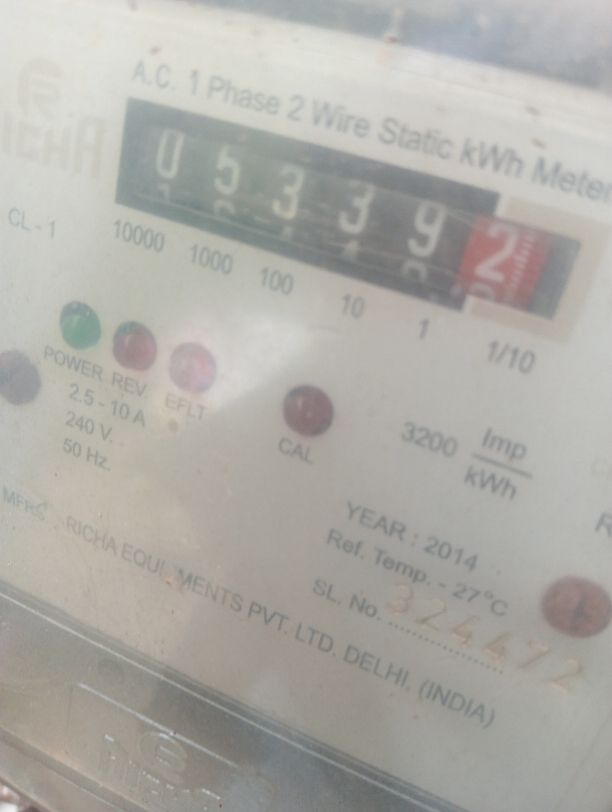 RICHA
A.C. 1 Phase 2 Wire Static kWh Meter
0 5 3 3 9 2
CL - 1
10000 1000 100 10 1 1/10
POWER REV EFLT
2.5 - 10 A
240 V.
50 Hz.
CAL
3200 Imp
kWh
YEAR : 2014
Ref. Temp. - 27°C
SL. No. 324472
MFRS. RICHA EQUIPMENTS PVT. LTD. DELHI. (INDIA)